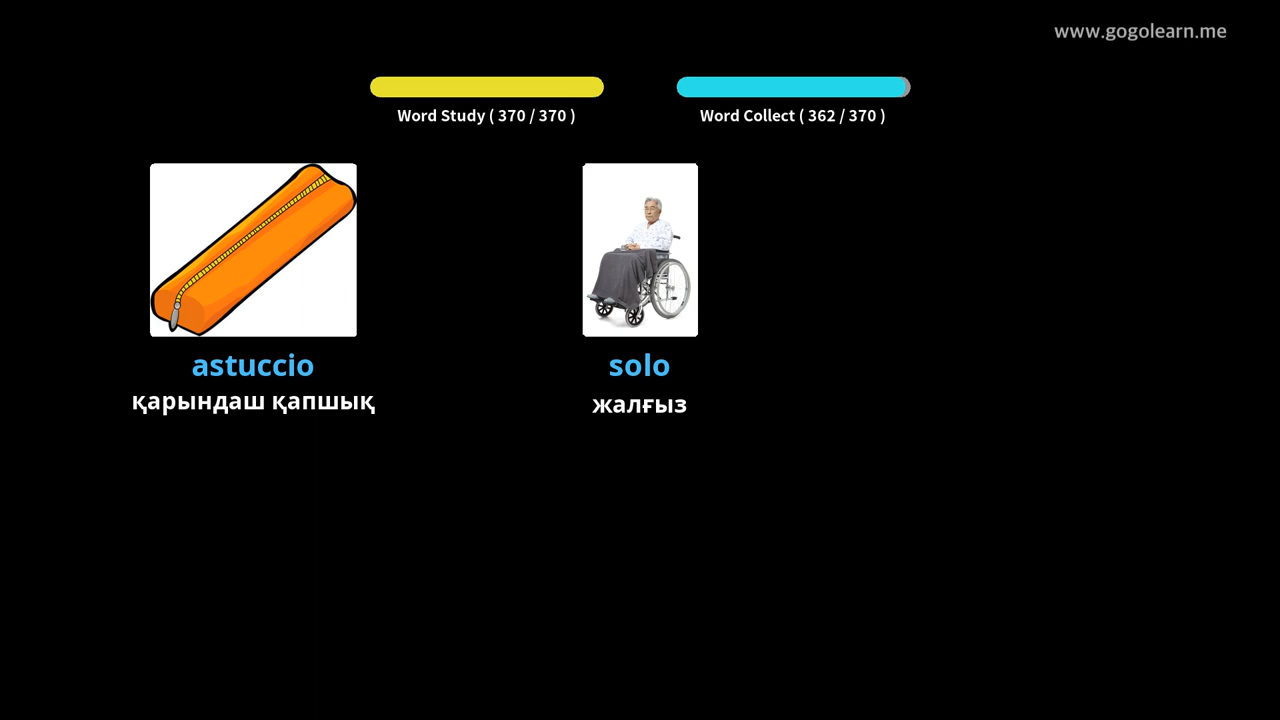 www.gogolearn.me
Word Study ( 370 / 370 )
Word Collect ( 362 / 370 )
astuccio
қарындаш қапшық
solo
жалғыз